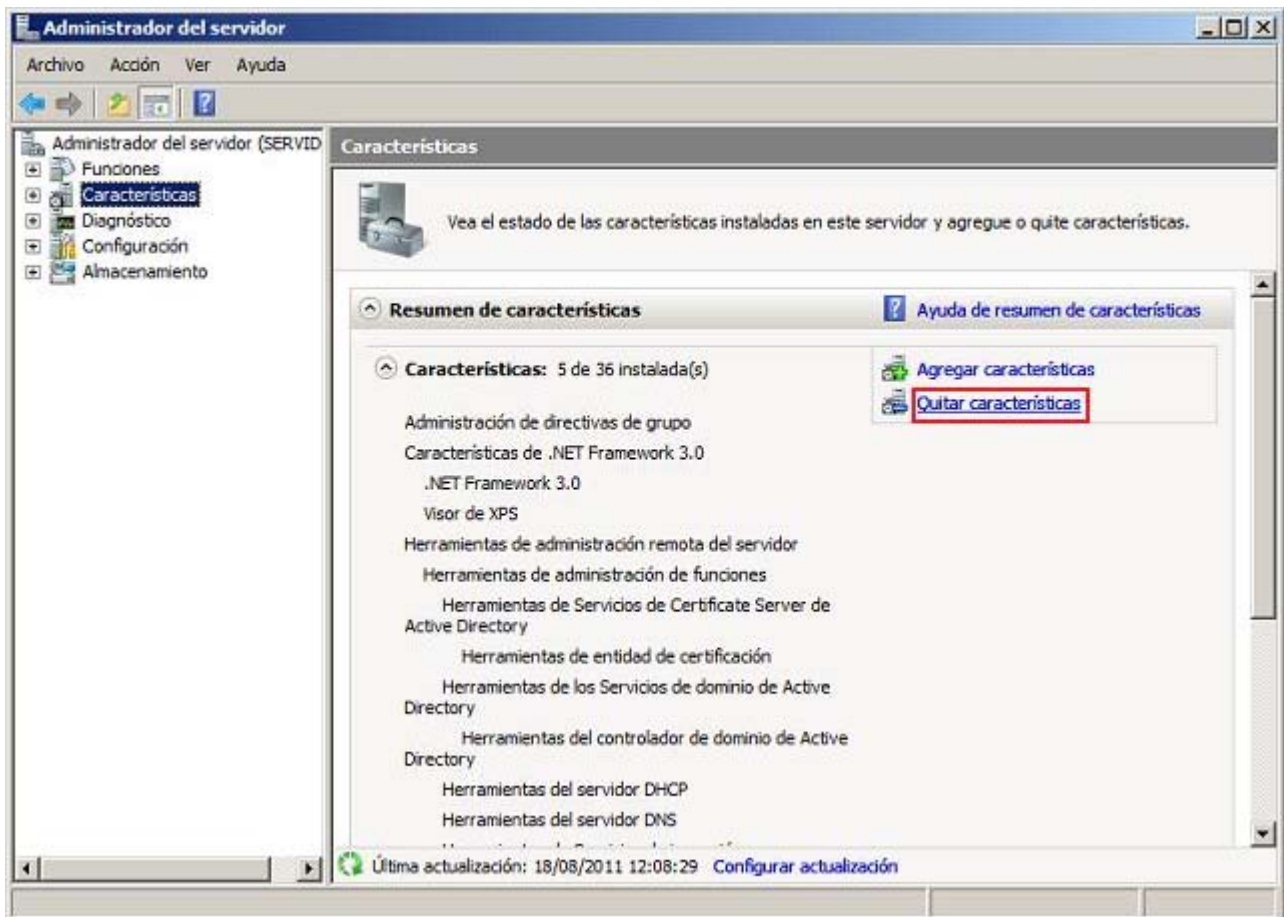 Administrador del servidor
Archivo Acción Ver Ayuda
Administrador del servidor (SERVID
Funciones
Características
Diagnóstico
Configuración
Almacenamiento
Características
Vea el estado de las características instaladas en este servidor y agregue o quite características.
Resumen de características
Ayuda de resumen de características
Características: 5 de 36 instalada(s)
Agregar características
Quitar características
Administración de directivas de grupo
Características de .NET Framework 3.0
.NET Framework 3.0
Visor de XPS
Herramientas de administración remota del servidor
Herramientas de administración de funciones
Herramientas de Servicios de Certificate Server de
Active Directory
Herramientas de entidad de certificación
Herramientas de los Servicios de dominio de Active
Directory
Herramientas del controlador de dominio de Active
Directory
Herramientas del servidor DHCP
Herramientas del servidor DNS
Última actualización: 18/08/2011 12:08:29 Configurar actualización